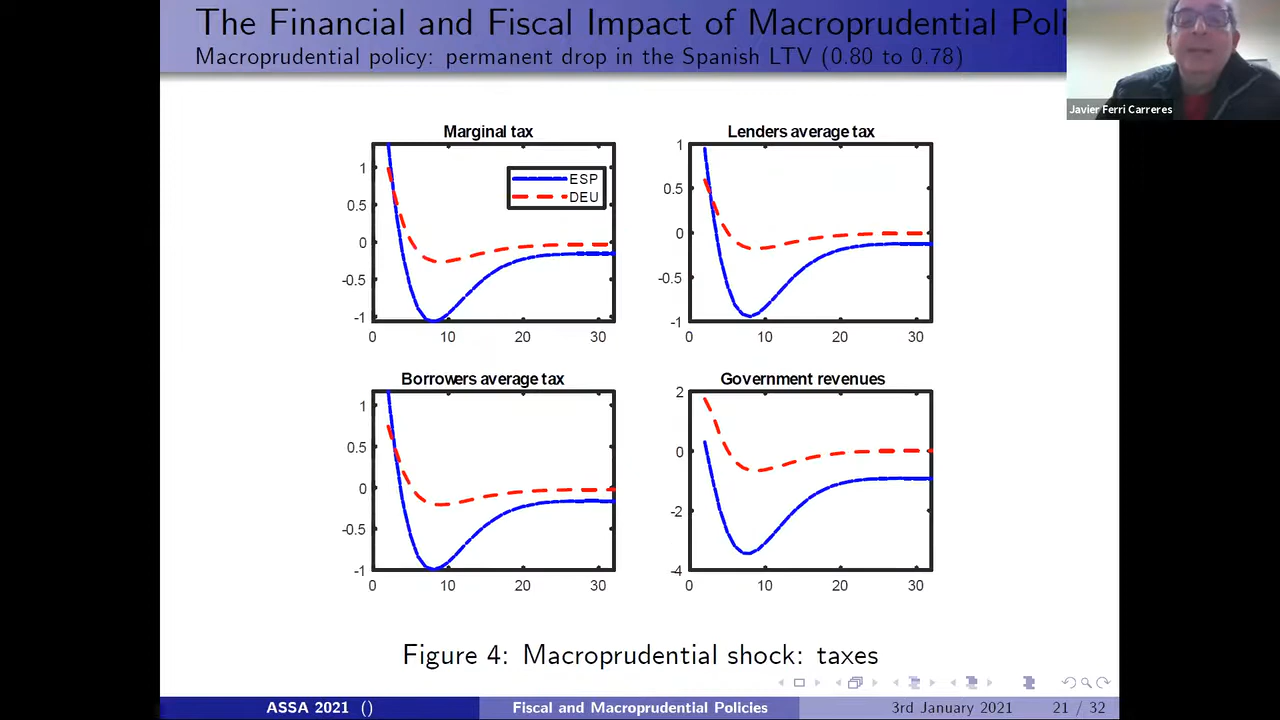 The Financial and Fiscal Impact of Macroprudential Poli
Macroprudential policy: permanent drop in the Spanish LTV (0.80 to 0.78)
Javier Ferri Carreres
Marginal tax
1
0.5
0
-0.5
-1
0 10 20 30
ESP
DEU
Lenders average tax
1
0.5
0
-0.5
-1
0 10 20 30
Borrowers average tax
1
0.5
0
-0.5
-1
0 10 20 30
Government revenues
2
0
-2
-4
0 10 20 30
Figure 4: Macroprudential shock: taxes
ASSA 2021 ()
Fiscal and Macroprudential Policies
3rd January 2021
21 / 32